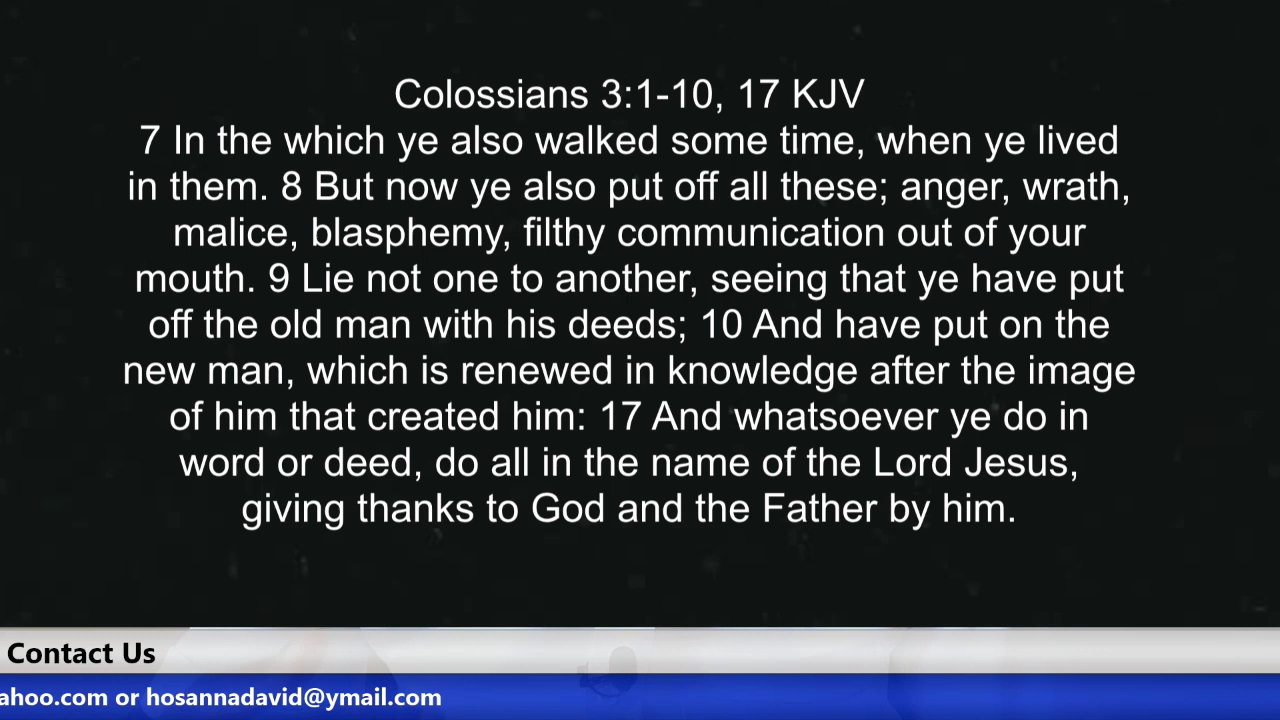 Colossians 3:1-10, 17 KJV
7 In the which ye also walked some time, when ye lived
in them. 8 But now ye also put off all these; anger, wrath,
malice, blasphemy, filthy communication out of your
mouth. 9 Lie not one to another, seeing that ye have put
off the old man with his deeds; 10 And have put on the
new man, which is renewed in knowledge after the image
of him that created him: 17 And whatsoever ye do in
word or deed, do all in the name of the Lord Jesus,
giving thanks to God and the Father by him.
Contact Us
ahoo.com or hosannadavid@ymail.com